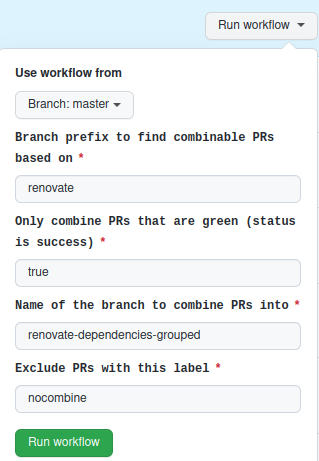 Run workflow
Use workflow from
Branch: master
Branch prefix to find combinable PRs
based on *
renovate
Only combine PRs that are green (status
is success) *
true
Name of the branch to combine PRs into *
renovate-dependencies-grouped
Exclude PRs with this label *
nocombine
Run workflow